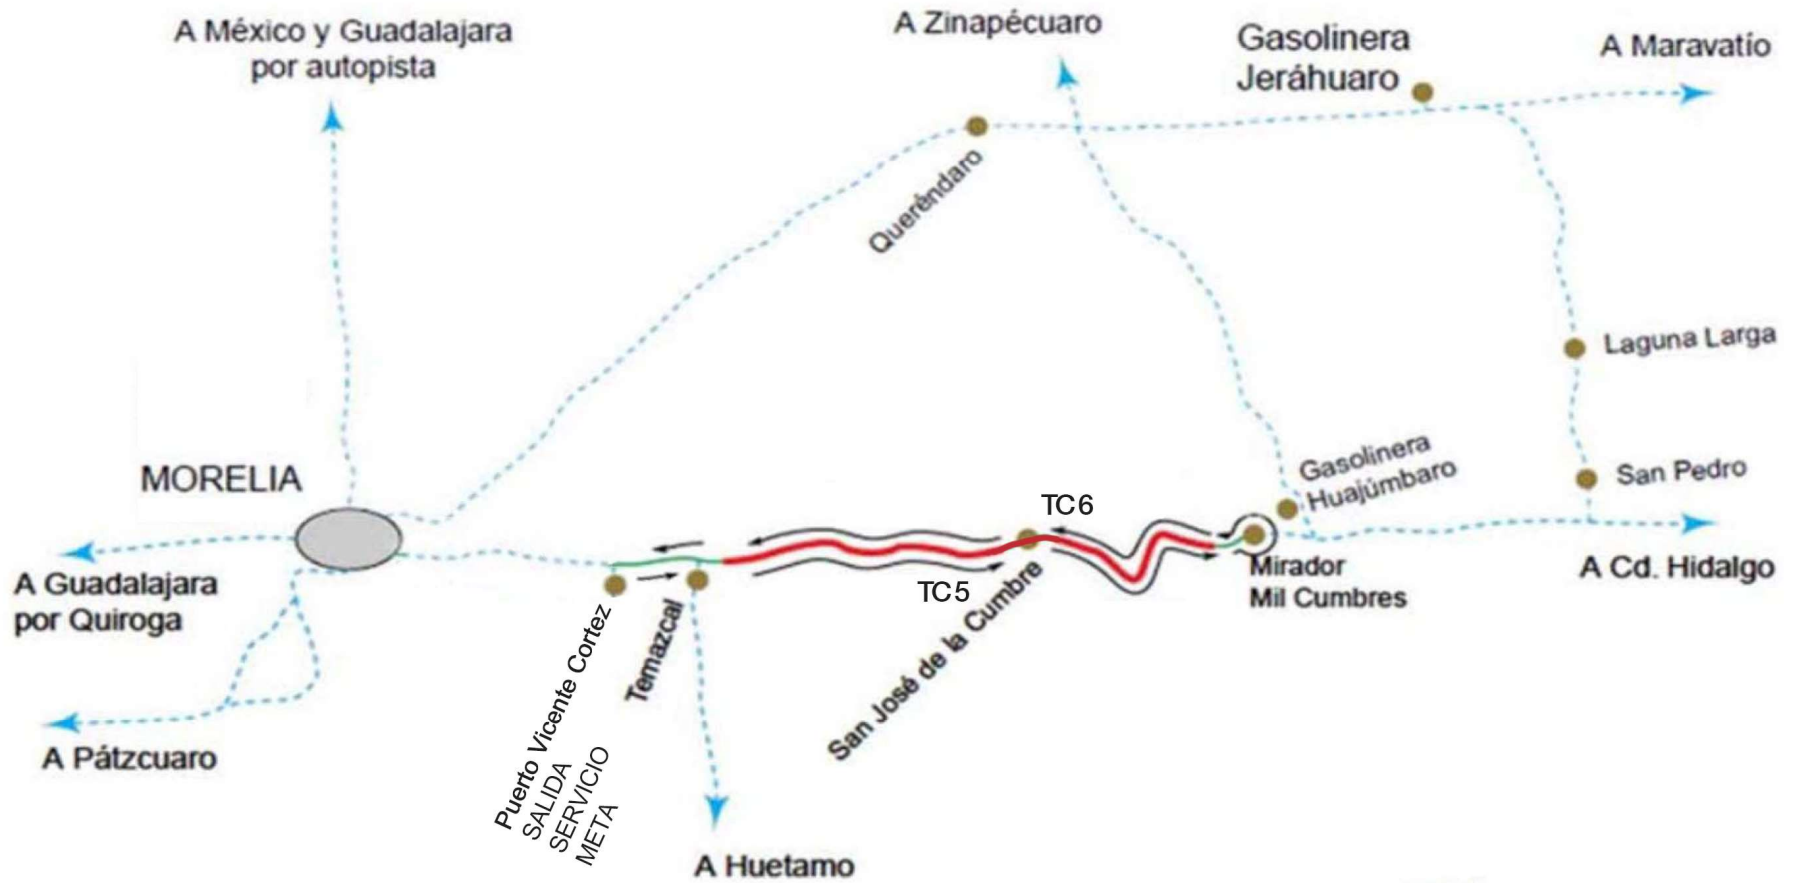 A México y Guadalajara
por autopista
A Zinapécuaro
Gasolinera
Jeráhuaro
A Maravatío
Queréndaro
Laguna Larga
MORELIA
Gasolinera
Huajúmbaro
San Pedro
TC6
A Guadalajara
por Quiroga
TC5
Mirador
Mil Cumbres
A Cd. Hidalgo
Puerto Vicente Cortez
SALIDA
SERVICIO
META
Temazcal
San José de la Cumbre
A Pátzcuaro
A Huetamo